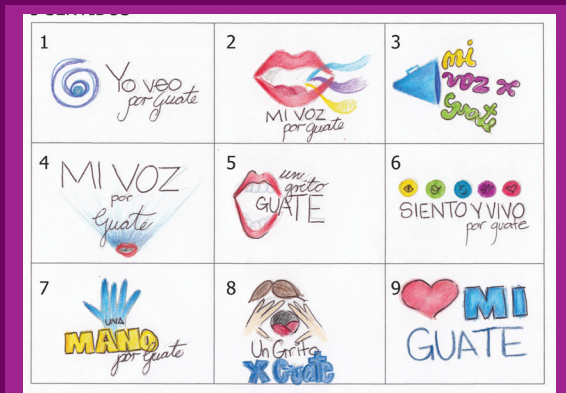 1
Yo veo
por Guate
2
MI VOZ
por guate
3
mi
voz x
Guate
4
MI VOZ
por
Guate
5
un
grito
GUATE
6
SIENTO Y VIVO
por guate
7
UNA
MANO
por Guate
8
Un Grito
X Guate
9
MI
GUATE